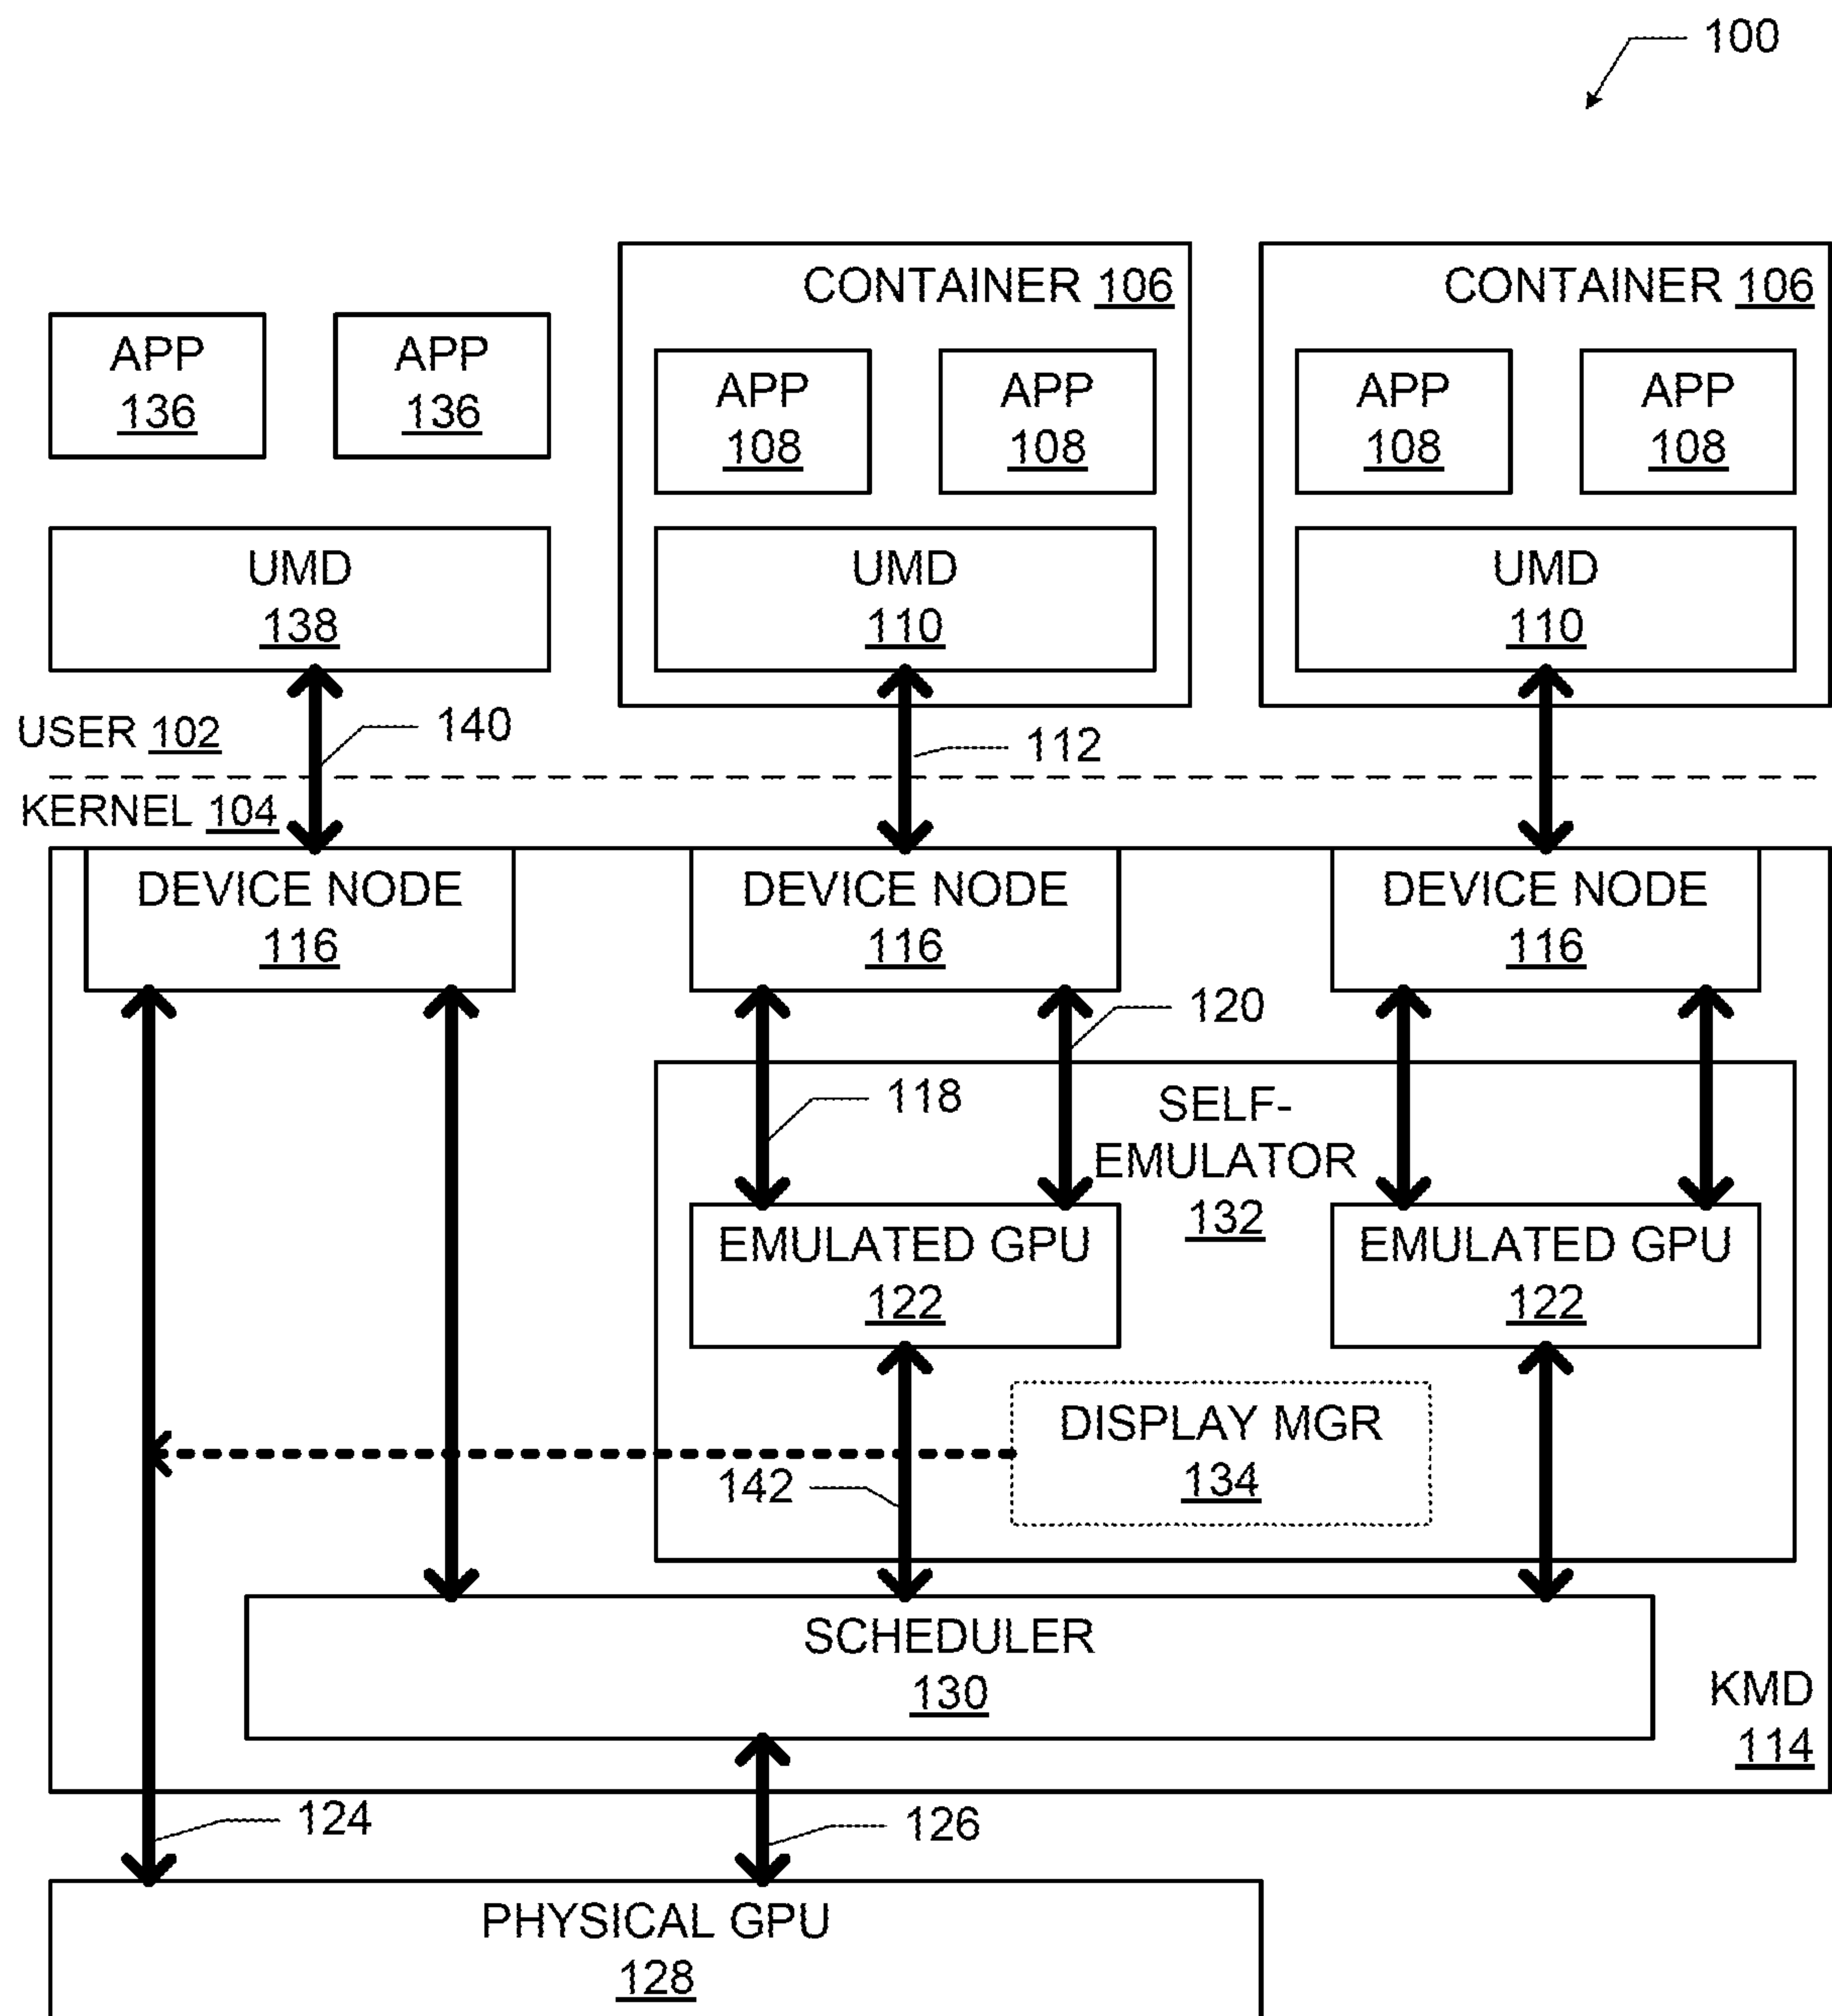 100
CONTAINER 106
CONTAINER 106
APP
136
APP
136
APP
108
APP
108
APP
108
APP
108
UMD
138
UMD
110
UMD
110
USER 102
140
112
KERNEL 104
DEVICE NODE
116
DEVICE NODE
116
DEVICE NODE
116
120
118
SELF-
EMULATOR
132
EMULATED GPU
122
EMULATED GPU
122
DISPLAY MGR
134
142
SCHEDULER
130
KMD
114
124
126
PHYSICAL GPU
128